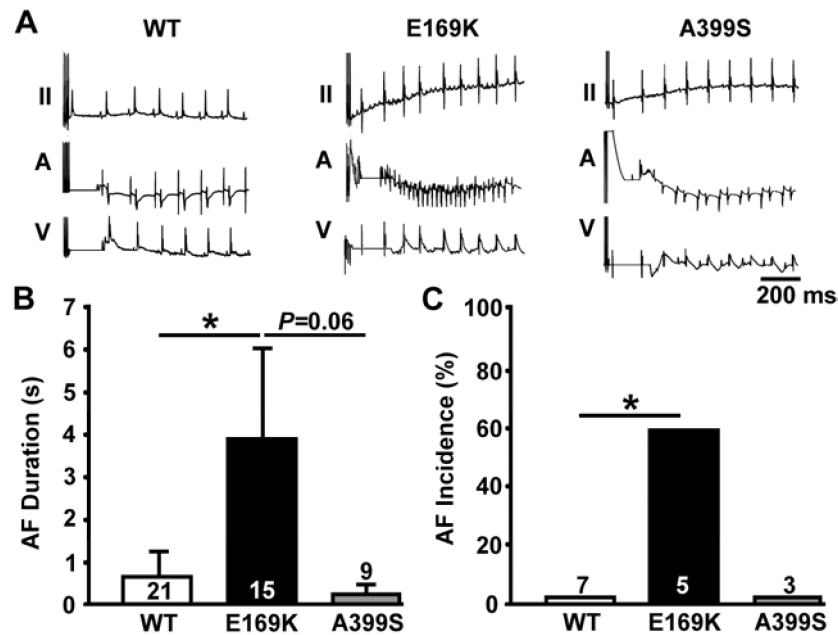 A
WT
E169K
A399S
II
II
II
A
A
A
V
V
V
200 ms
B
AF Duration (s)
7
6
5
4
3
2
1
0
*
P=0.06
21
15
9
WT
E169K
A399S
C
AF Incidence (%)
100
80
60
40
20
0
*
7
5
3
WT
E169K
A399S